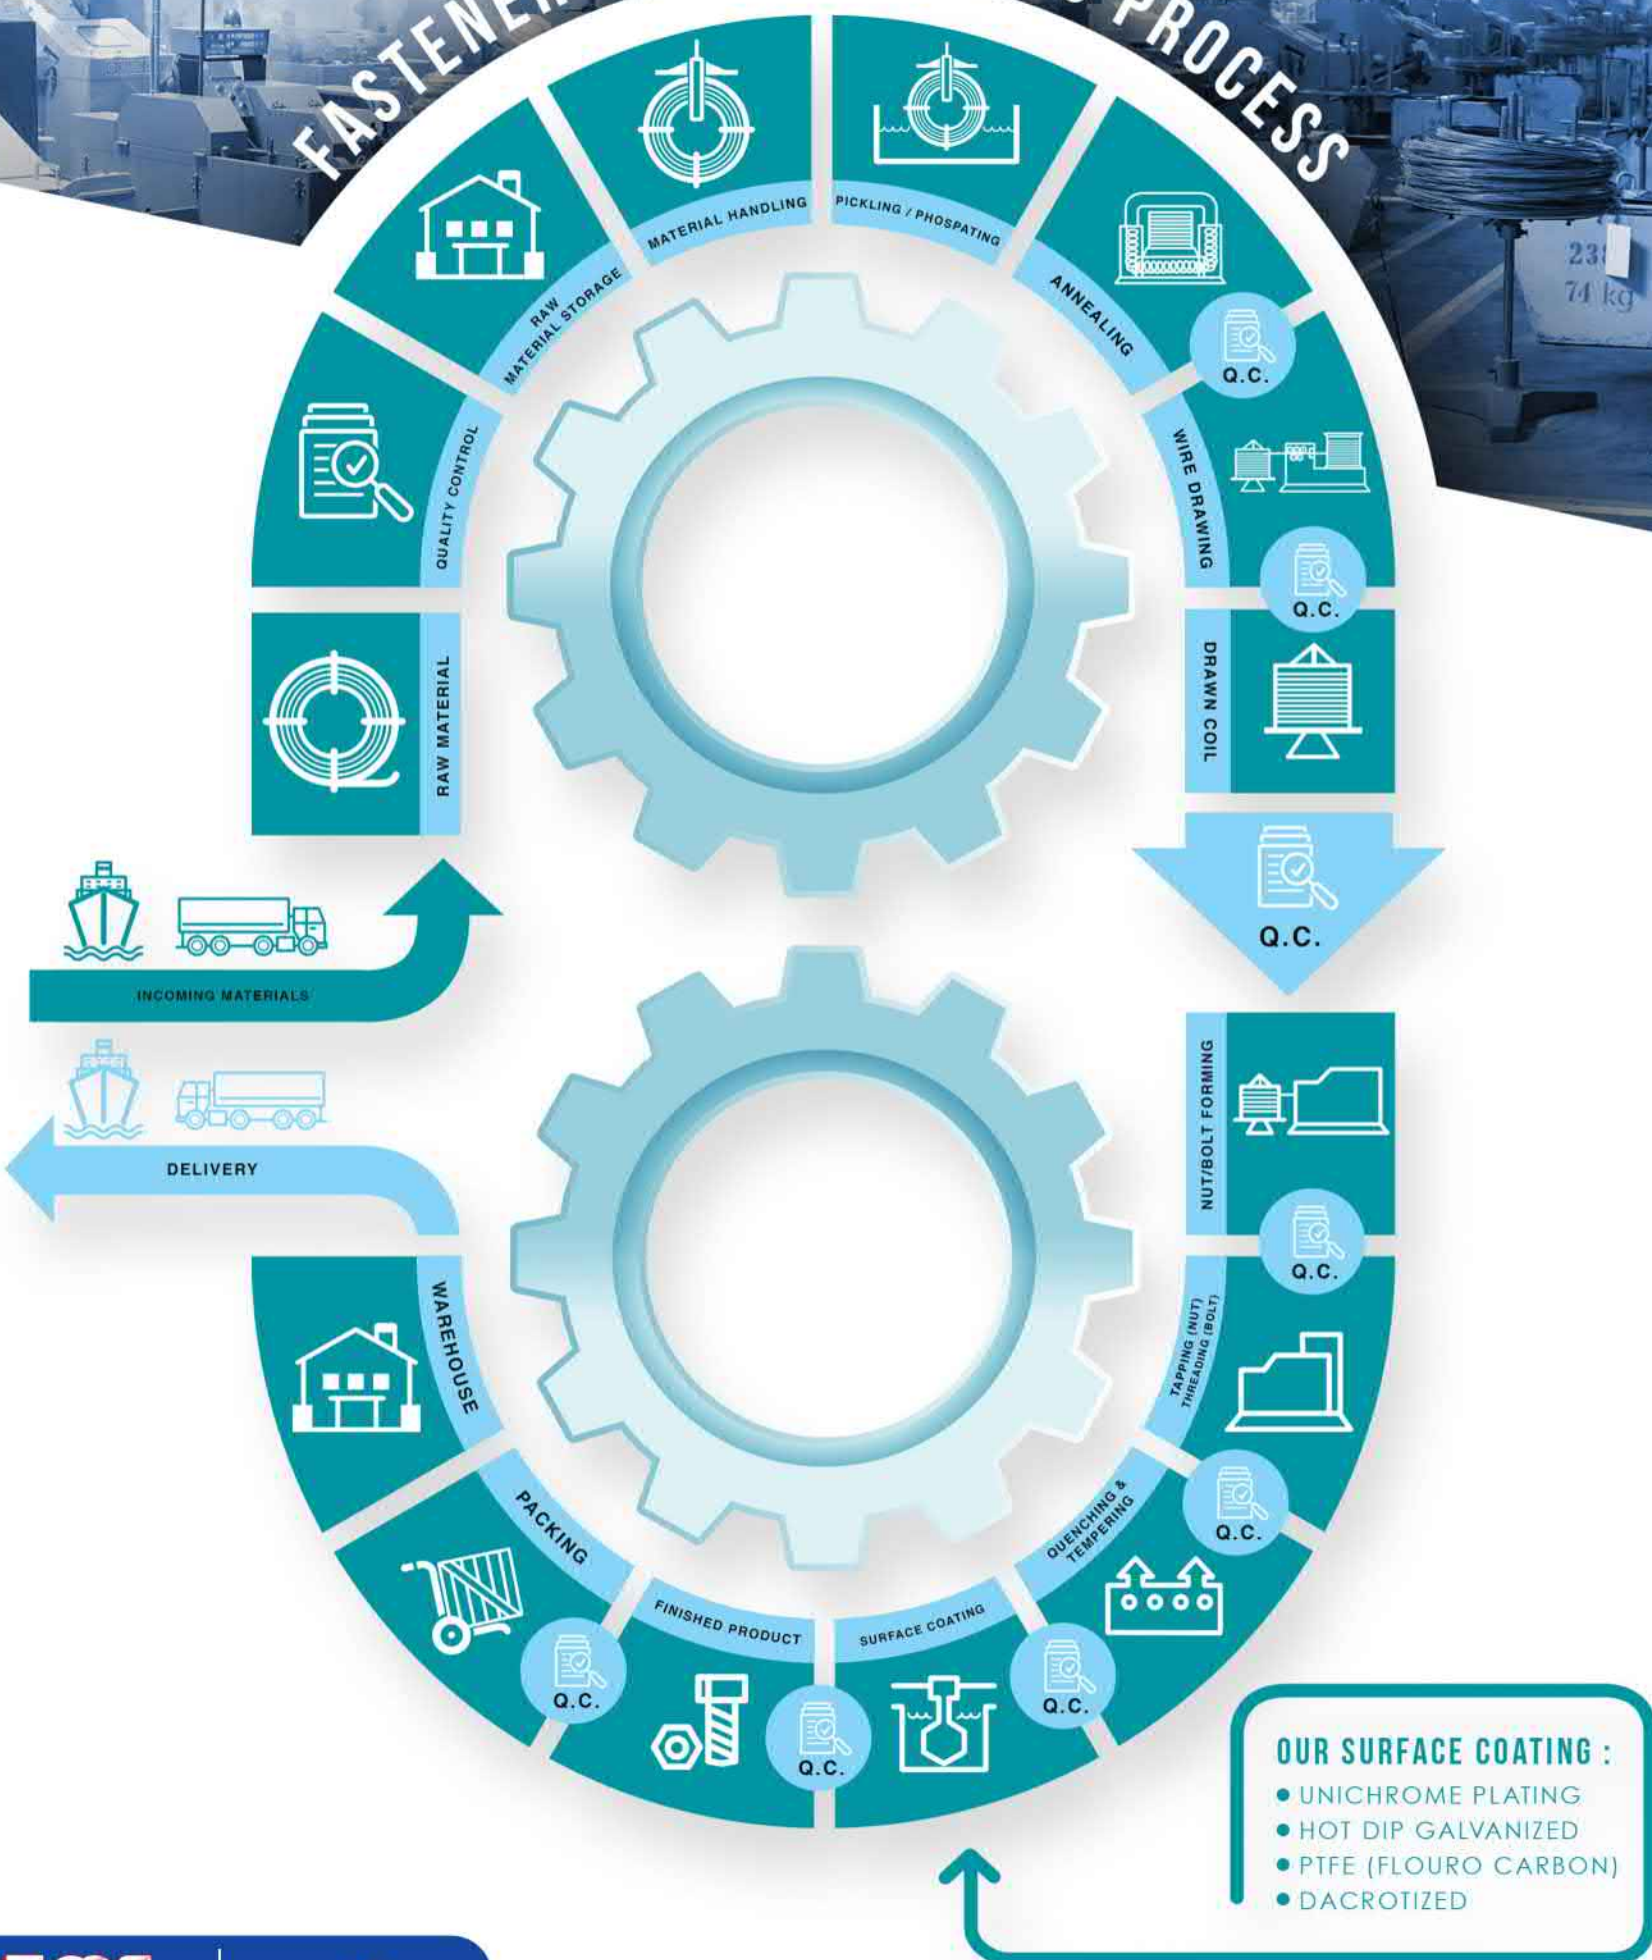 PROCESS
MATERIAL HANDLING
PICKLING / PHOSPATING
RAW
MATERIAL STORAGE
ANNEALING
Q.C.
QUALITY CONTROL
WIRE DRAWING
Q.C.
RAW MATERIAL
DRAWN COIL
Q.C.
INCOMING MATERIALS
DELIVERY
NUT/BOLT FORMING
Q.C.
WAREHOUSE
TAPPING (NUT)
THREADING (BOLT)
Q.C.
QUENCHING &
TEMPERING
PACKING
FINISHED PRODUCT
SURFACE COATING
Q.C.
Q.C.
Q.C.
OUR SURFACE COATING :
• UNICHROME PLATING
• HOT DIP GALVANIZED
• PTFE (FLOURO CARBON)
• DACROTIZED
74 kg